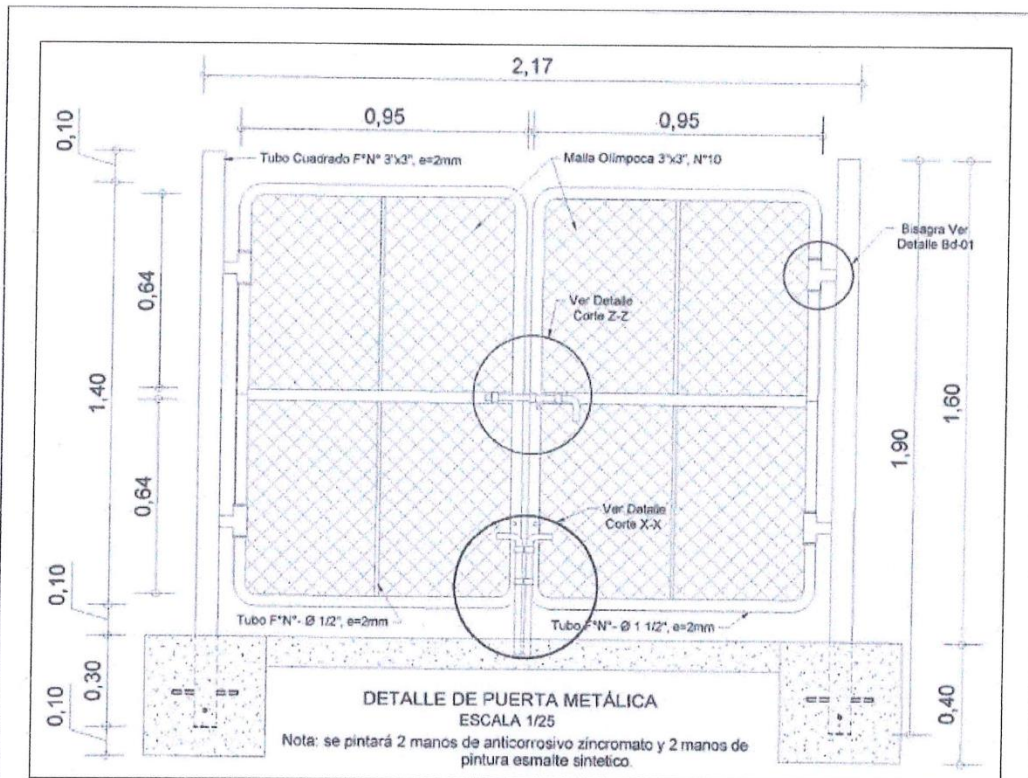 2,17
0,95
0,95
0,10
Tubo Cuadrado F°N° 3"x3", e=2mm
Malla Olimpoca 3"x3", N°10
Bisagra Ver
Detalle Bd-01
0,64
Ver Detalle
Corte Z-Z
1,40
1,60
1,90
0,64
Ver Datalle
Corte X-X
0,10
Tubo F°N°- Ø 1/2", e=2mm
Tubo F°N°- Ø 1 1/2", e=2mm
0,30
0,10
0,40
DETALLE DE PUERTA METÁLICA
ESCALA 1/25
Nota: se pintará 2 manos de anticorrosivo zincromato y 2 manos de
pintura esmalte sintetico.